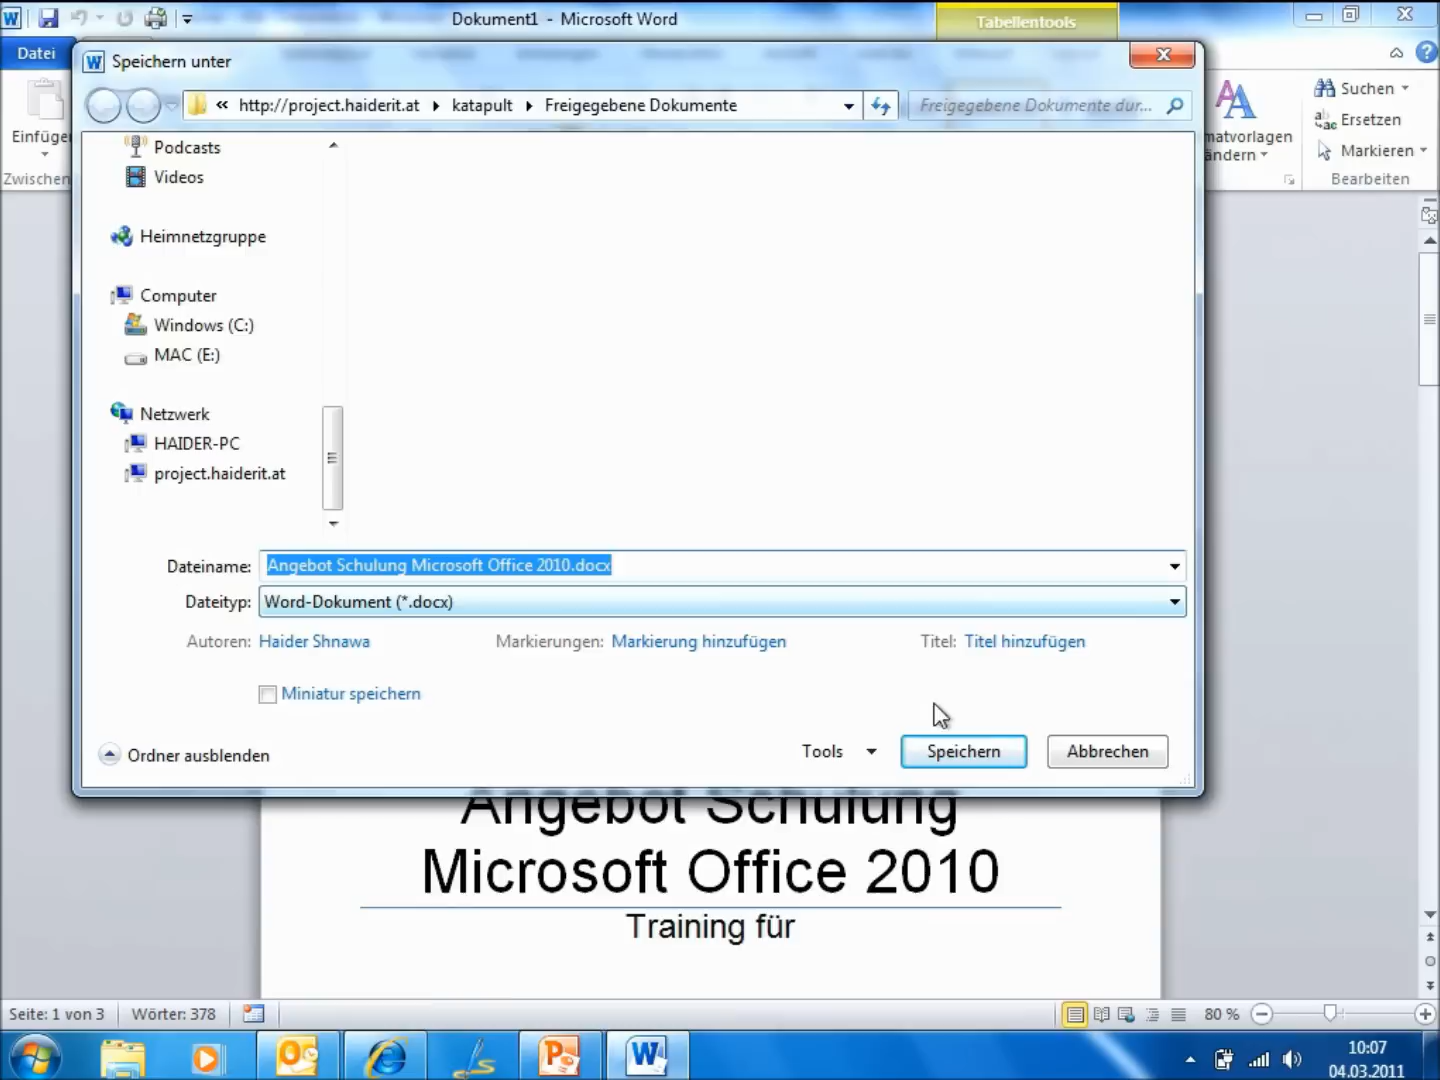 Dokument1 - Microsoft Word
Tabellentools
Datei
Speichern unter
« http://project.haiderit.at ▸ katapult ▸ Freigegebene Dokumente
Freigegebene Dokumente dur...
Suchen
Ersetzen
Markieren
Bearbeiten
matvorlagen
ändern
Einfüge
Zwischen
Podcasts
Videos
Heimnetzgruppe
Computer
Windows (C:)
MAC (E:)
Netzwerk
HAIDER-PC
project.haiderit.at
Dateiname: Angebot Schulung Microsoft Office 2010.docx
Dateityp: Word-Dokument (*.docx)
Autoren: Haider Shnawa Markierungen: Markierung hinzufügen Titel: Titel hinzufügen
Miniatur speichern
Ordner ausblenden Tools Speichern Abbrechen
Angebot Schulung
Microsoft Office 2010
Training für
Seite: 1 von 3 Wörter: 378 80 %
10:07
04.03.2011